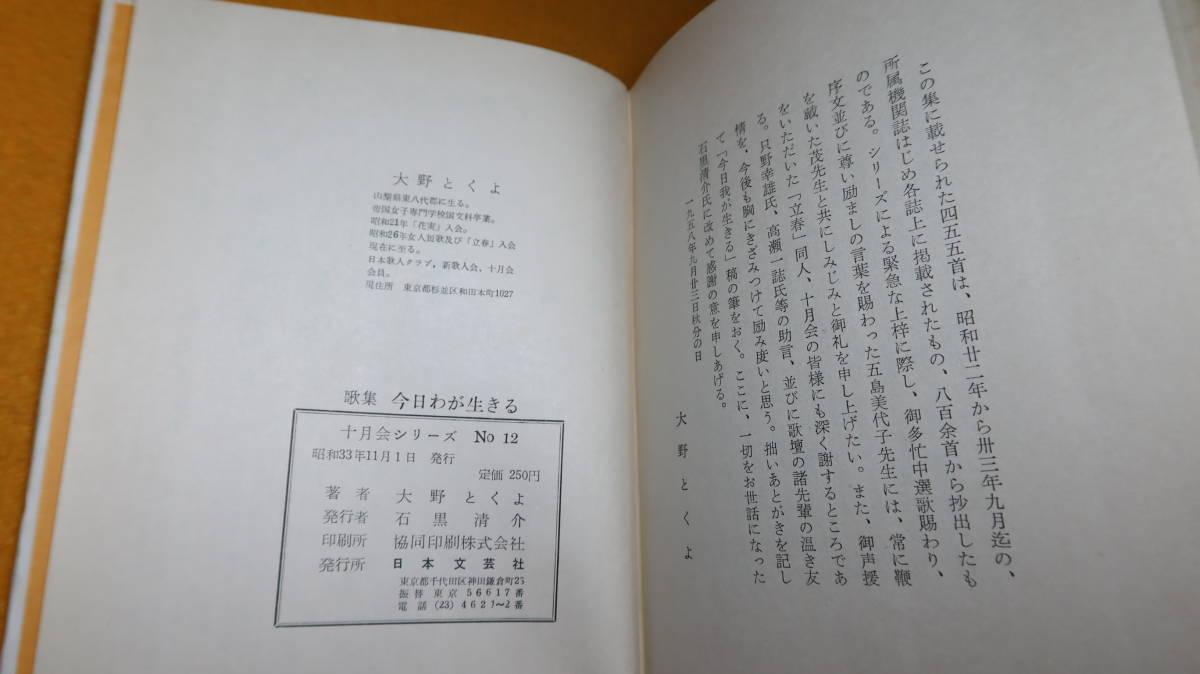 この集に載せられた四五五首は、昭和廿二年から卅三年九月迄の、
所属機関誌はじめ各誌上に掲載されたもの、八百余首から抄出したも
のである。シリーズによる緊急な上梓に際し、御多忙中選歌賜わり、
序文並びに尊い励ましの言葉を賜わった五島美代子先生には、常に鞭
を戴いた茂先生と共にしみじみと御礼を申し上げたい。また、御声援
をいただいた「立春」同人、十月会の皆様にも深く謝するところであ
る。只野幸雄氏、高瀬一誌氏等の助言、並びに歌壇の諸先輩の温き友
情を、今後も胸にきざみつけて励み度いと思う。拙いあとがきを記し
て「今日我が生きる」稿の筆をおく。ここに、一切をお世話になった
石黒清介氏に改めて感謝の意を申しあげる。
一九五八年九月廿三日秋分の日
大野とくよ
大野とくよ
山梨県東八代郡に生る。
帝国女子専門学校国文科卒業。
昭和21年「花実」入会。
昭和26年女人短歌及び「立春」入会
現在に至る。
日本歌人クラブ，新歌人会、十月会
会員。
現住所 東京都杉並区和田本町1027
歌集 今日わが生きる
十月会シリーズ No 12
昭和33年11月1日 発行
定価 250円
著者 大野とくよ
発行者 石黒清介
印刷所 協同印刷株式会社
発行所 日本文芸社
東京都千代田区神田鎌倉町25
振替 東京 56617番
電話 (23) 4621～2番